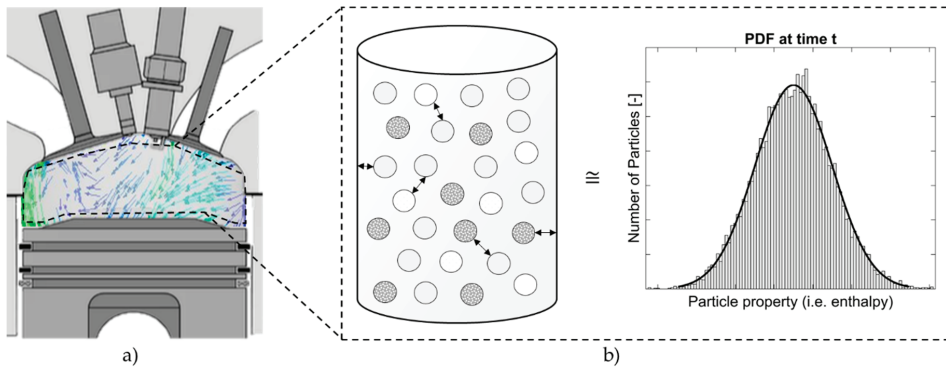 PDF at time t
Number of Particles [-]
Particle property (i.e. enthalpy)
a)
b)